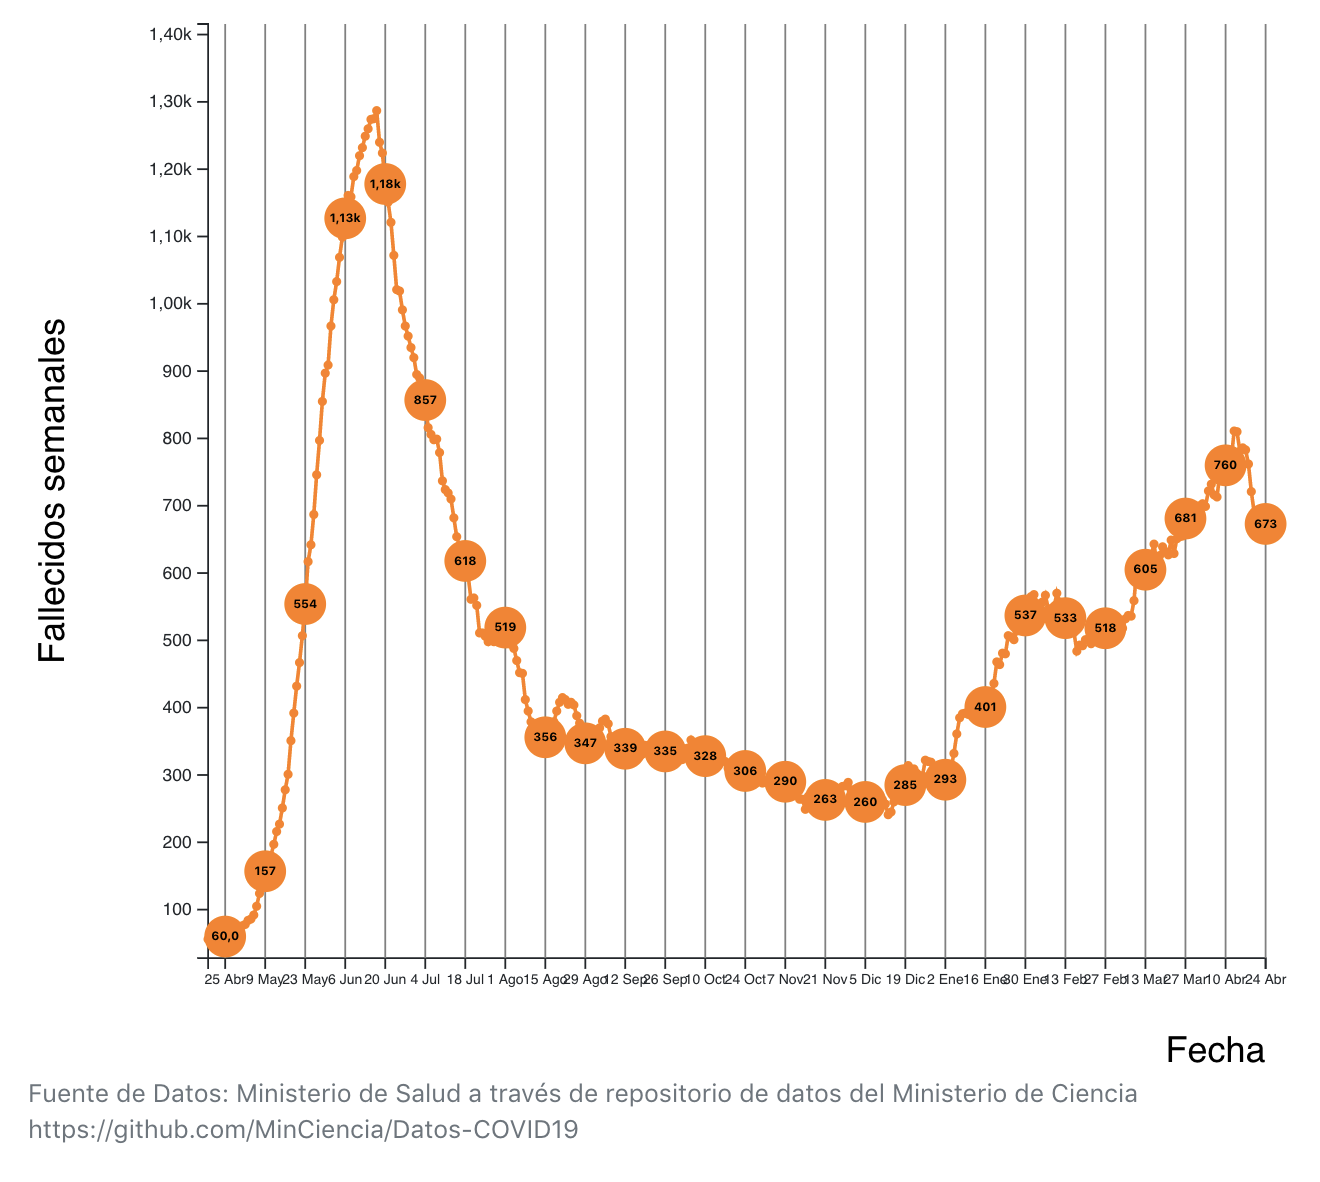 1,40k
1,30k
1,20k
1,10k
1,00k
900
800
700
600
500
400
300
200
100
Fallecidos semanales
60,0
157
554
1,13k
1,18k
857
618
519
356
347
339
335
328
306
290
263
260
285
293
401
537
533
518
605
681
760
673
25 Abr 9 May 23 May 6 Jun 20 Jun 4 Jul 18 Jul 1 Ago 15 Ago 29 Ago 12 Sep 26 Sep 10 Oct 24 Oct 7 Nov 21 Nov 5 Dic 19 Dic 2 Ene 16 Ene 30 Ene 13 Feb 27 Feb 13 Mar 27 Mar 10 Abr 24 Abr
Fecha
Fuente de Datos: Ministerio de Salud a través de repositorio de datos del Ministerio de Ciencia
https://github.com/MinCiencia/Datos-COVID19